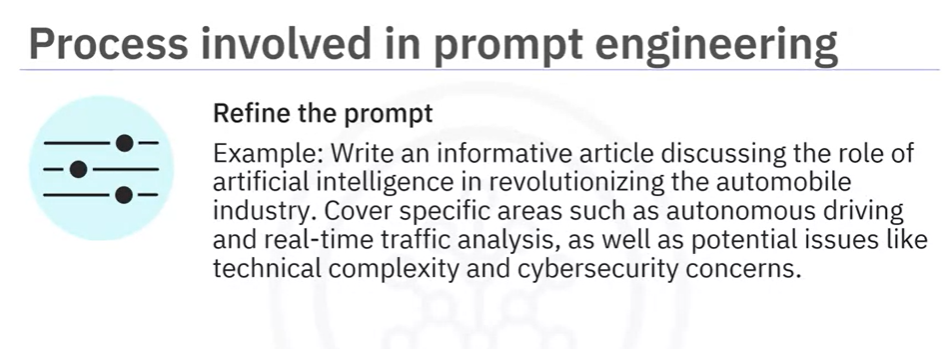 Process involved in prompt engineering
Refine the prompt
Example: Write an informative article discussing the role of
artificial intelligence in revolutionizing the automobile
industry. Cover specific areas such as autonomous driving
and real-time traffic analysis, as well as potential issues like
technical complexity and cybersecurity concerns.